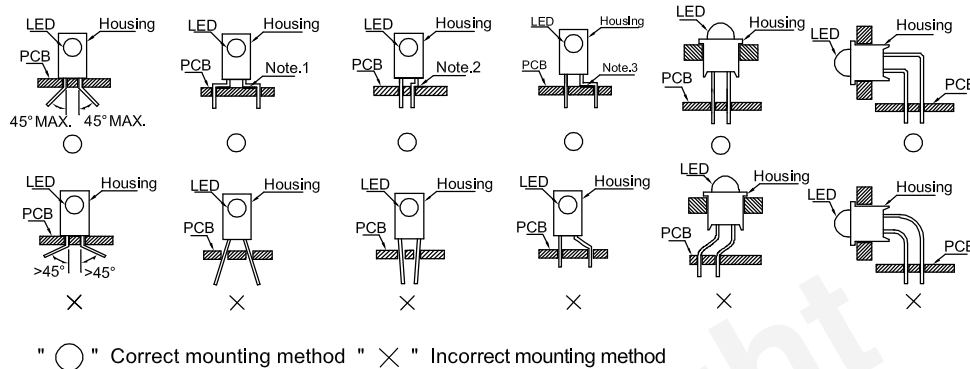 LED Housing LED Housing LED Housing LED Housing LED Housing Housing
LED
PCB PCB Note.1 PCB Note.2 PCB Note.3 PCB PCB
45°MAX. 45°MAX.
LED Housing LED Housing LED Housing LED Housing LED Housing LED Housing
PCB PCB PCB PCB PCB PCB
>45° >45°
"◯" Correct mounting method "×" Incorrect mounting method